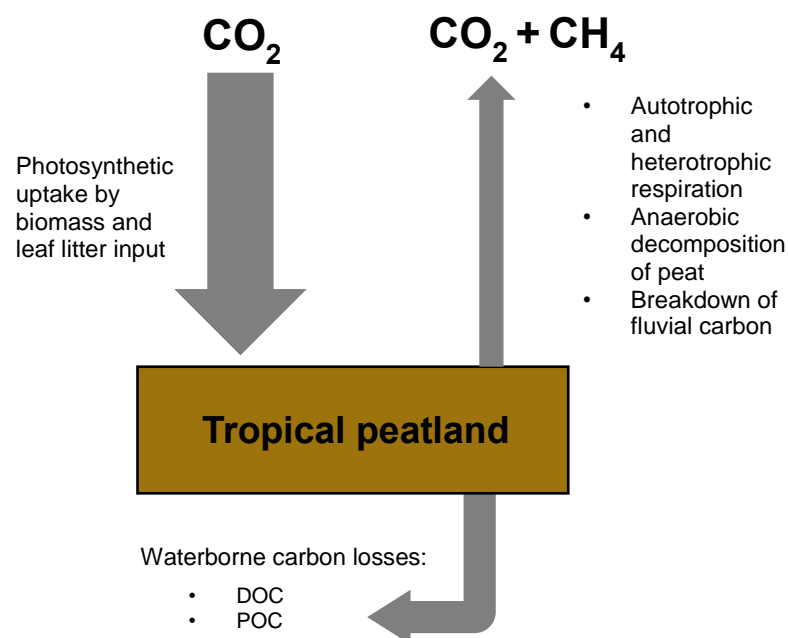 CO₂
CO₂ + CH₄
Photosynthetic
uptake by
biomass and
leaf litter input
• Autotrophic
and
heterotrophic
respiration
• Anaerobic
decomposition
of peat
• Breakdown of
fluvial carbon
Tropical peatland
Waterborne carbon losses:
• DOC
• POC